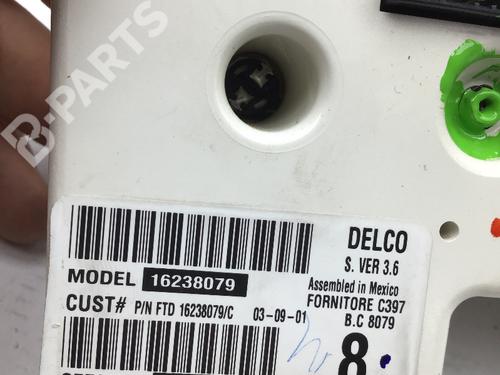 B-PARTS
DELCO
S. VER 3.6
MODEL 16238079
Assembled in Mexico
FORNITORE C397
CUST# P/N FTD 16238079/C 03-09-01
B.C 8079
8